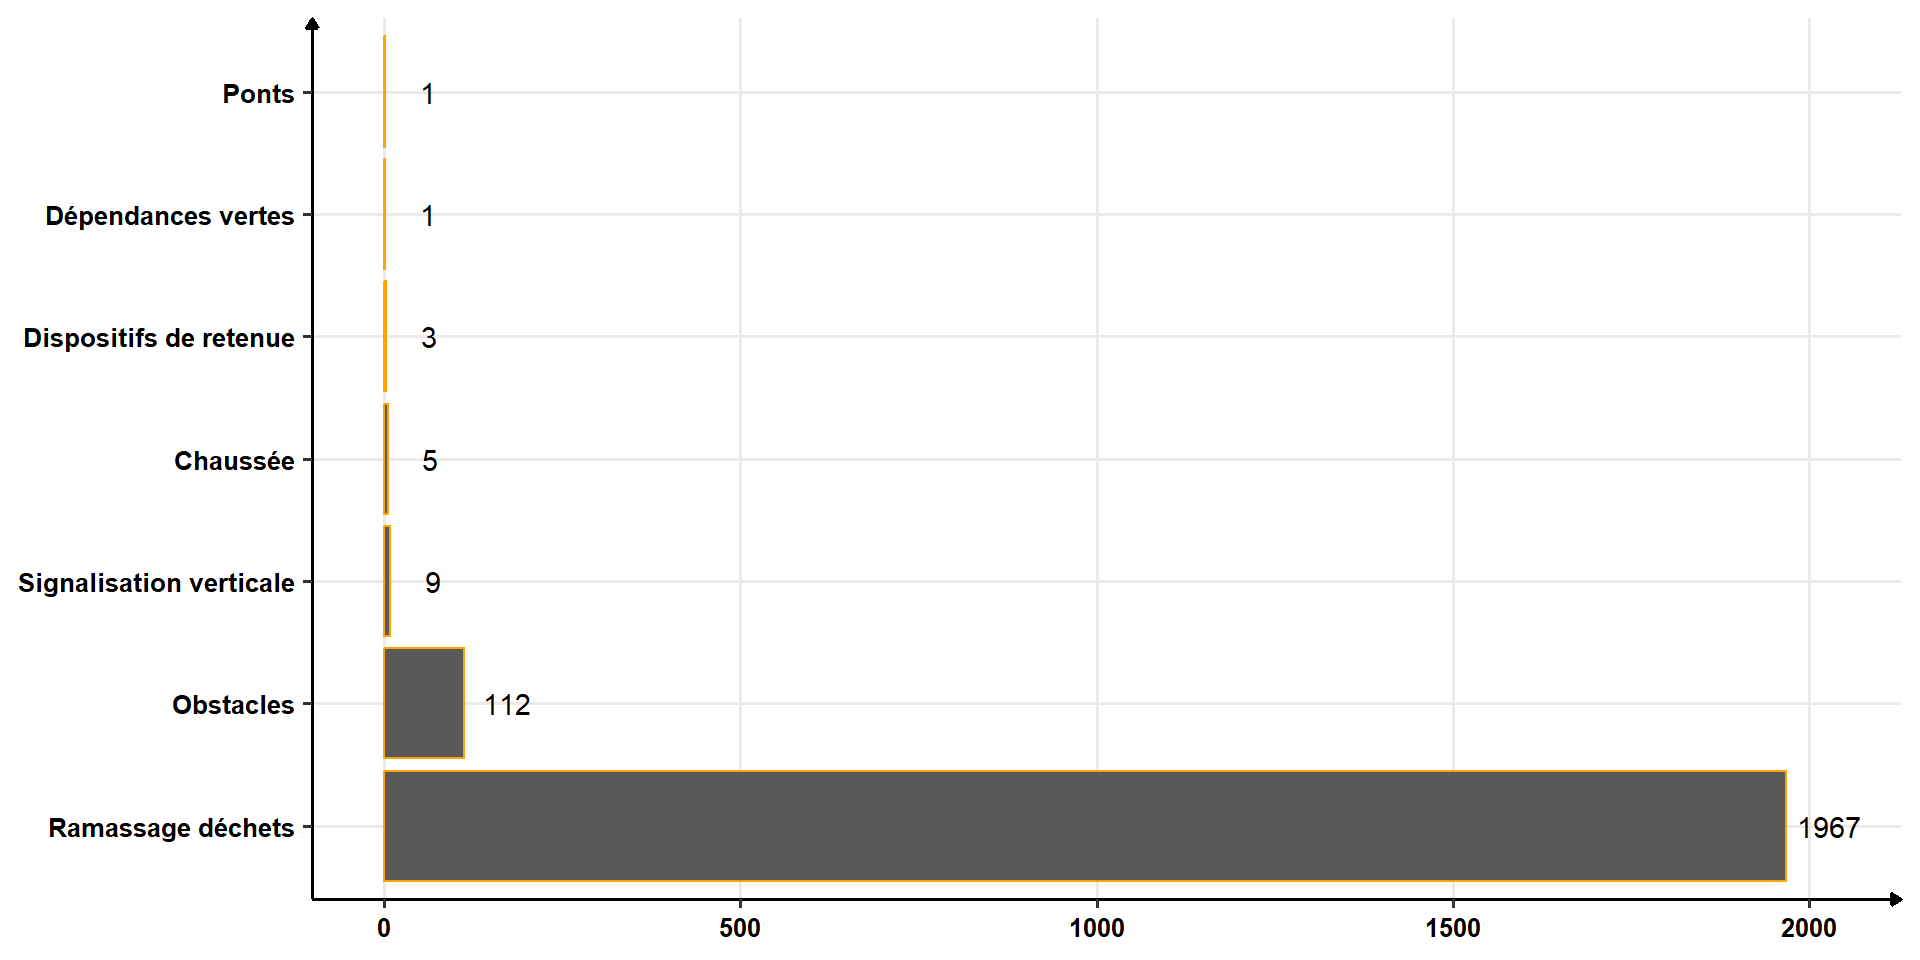 Ponts 1
Dépendances vertes 1
Dispositifs de retenue 3
Chaussée 5
Signalisation verticale 9
Obstacles 112
Ramassage déchets 1967
0 500 1000 1500 2000